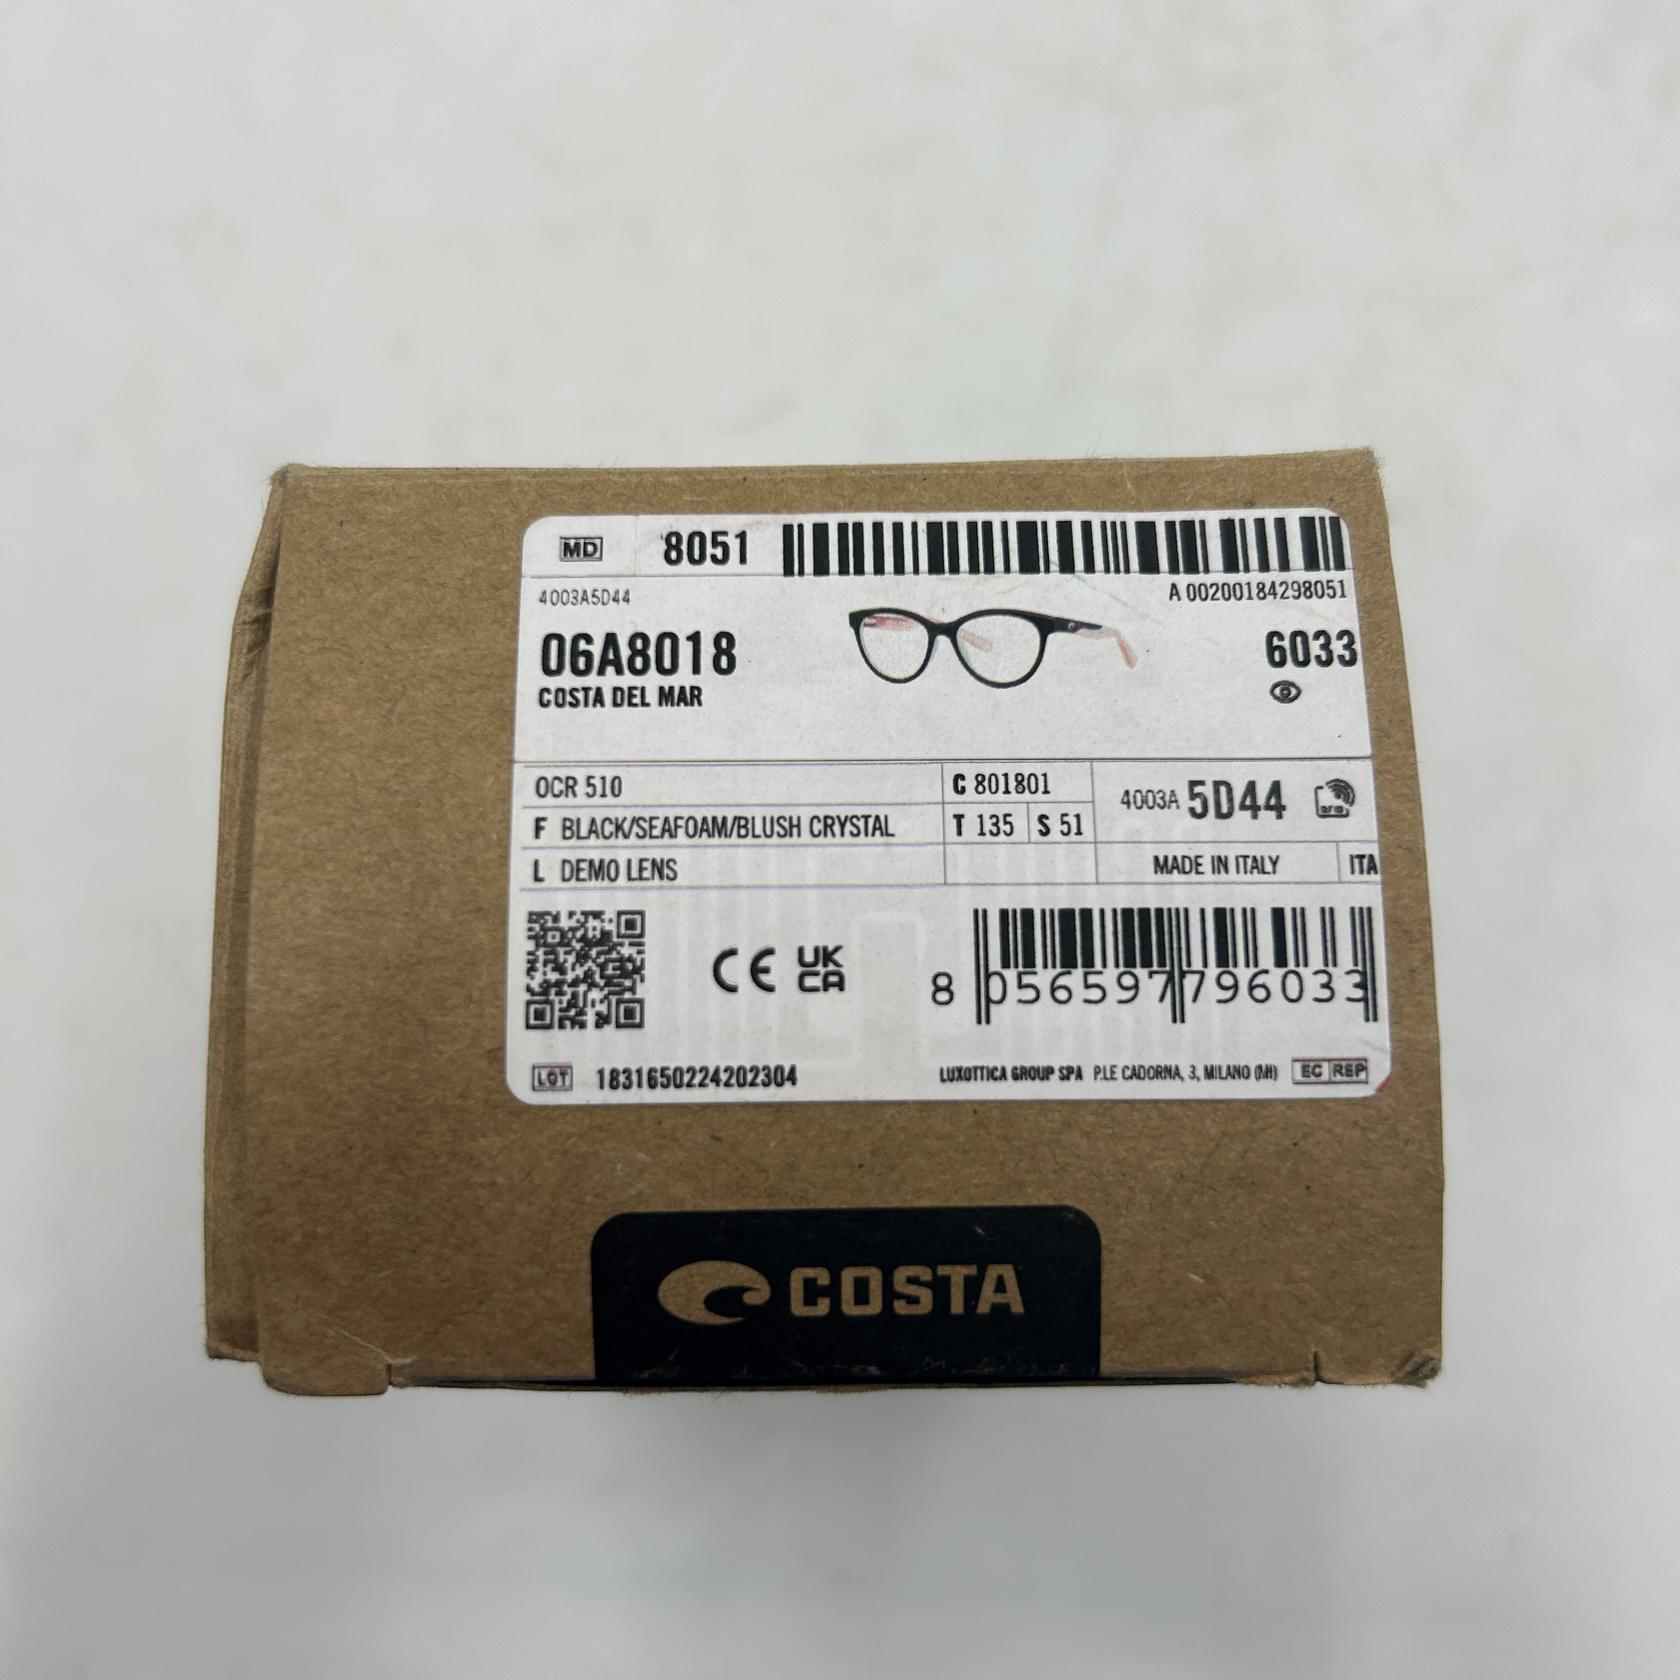 MD 8051
A 00200184298051
4003A5D44
06A8018 6033
COSTA DEL MAR
OCR 510 C 801801
4003A 5D44
F BLACK/SEAFOAM/BLUSH CRYSTAL T 135 S 51
L DEMO LENS MADE IN ITALY ITA
CE UK
CA
8 056597 796033
LOT 1831650224202304 LUXOTTICA GROUP SPA P.LE CADORNA, 3, MILANO (MI) EC REP
COSTA